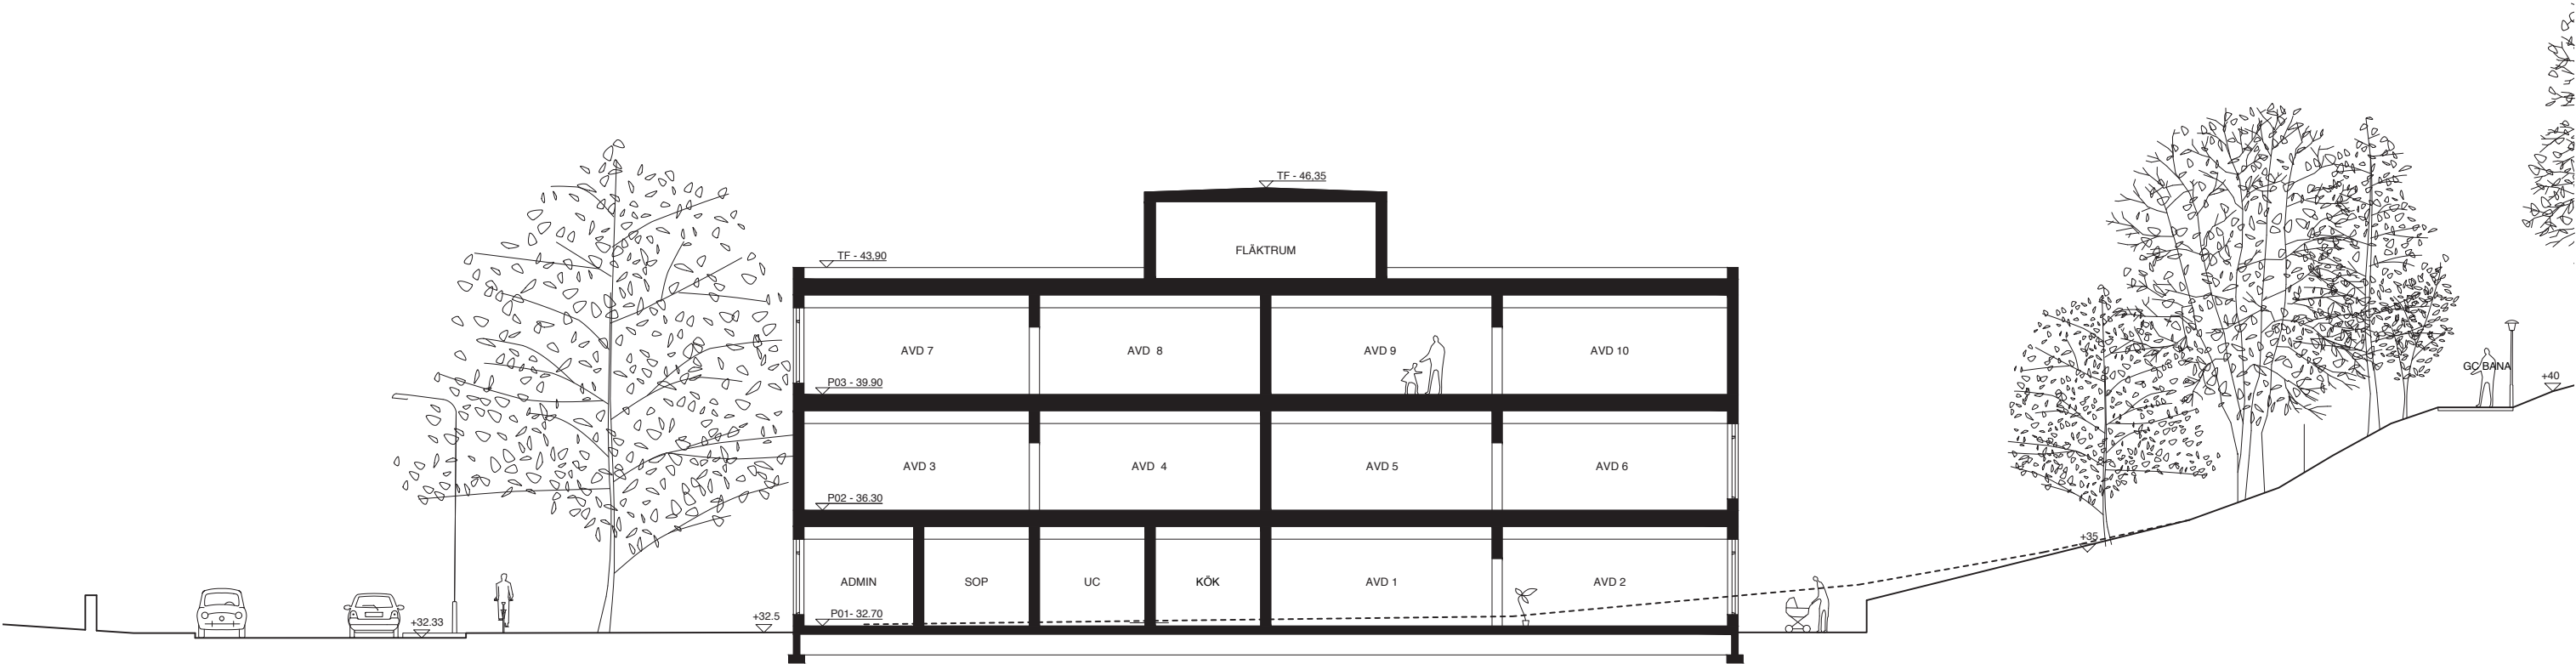 TF - 46,35
FLÄKTRUM
TF - 43,90
AVD 7
AVD 8
AVD 9
AVD 10
GC BANA
+40
P03 - 39.90
AVD 3
AVD 4
AVD 5
AVD 6
P02 - 36.30
+35
ADMIN
SOP
UC
KÖK
AVD 1
AVD 2
P01- 32.70
+32.5
+32.33